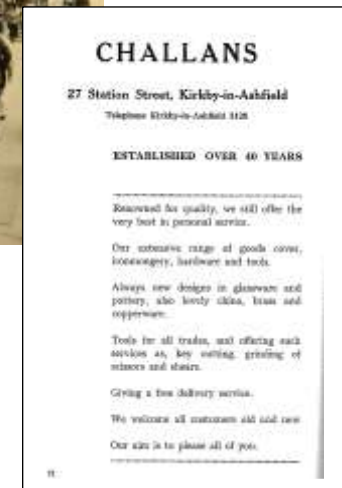 CHALLANS
27 Station Street, Kirkby-in-Ashfield
Telephone Kirkby-in-Ashfield
ESTABLISHED OVER 40 YEARS
Renowned for quality, we still offer the
very best in personal service.
Our extensive range of goods cover,
ironmongery, hardware and tools.
Always new designs in glassware and
pottery, also lovely china, brass and
copperware.
Tools for all trades, and offering such
services as, key cutting, grinding of
scissors and shears.
Giving a free delivery service.
We welcome all customers old and new
Our aim is to please all of you.